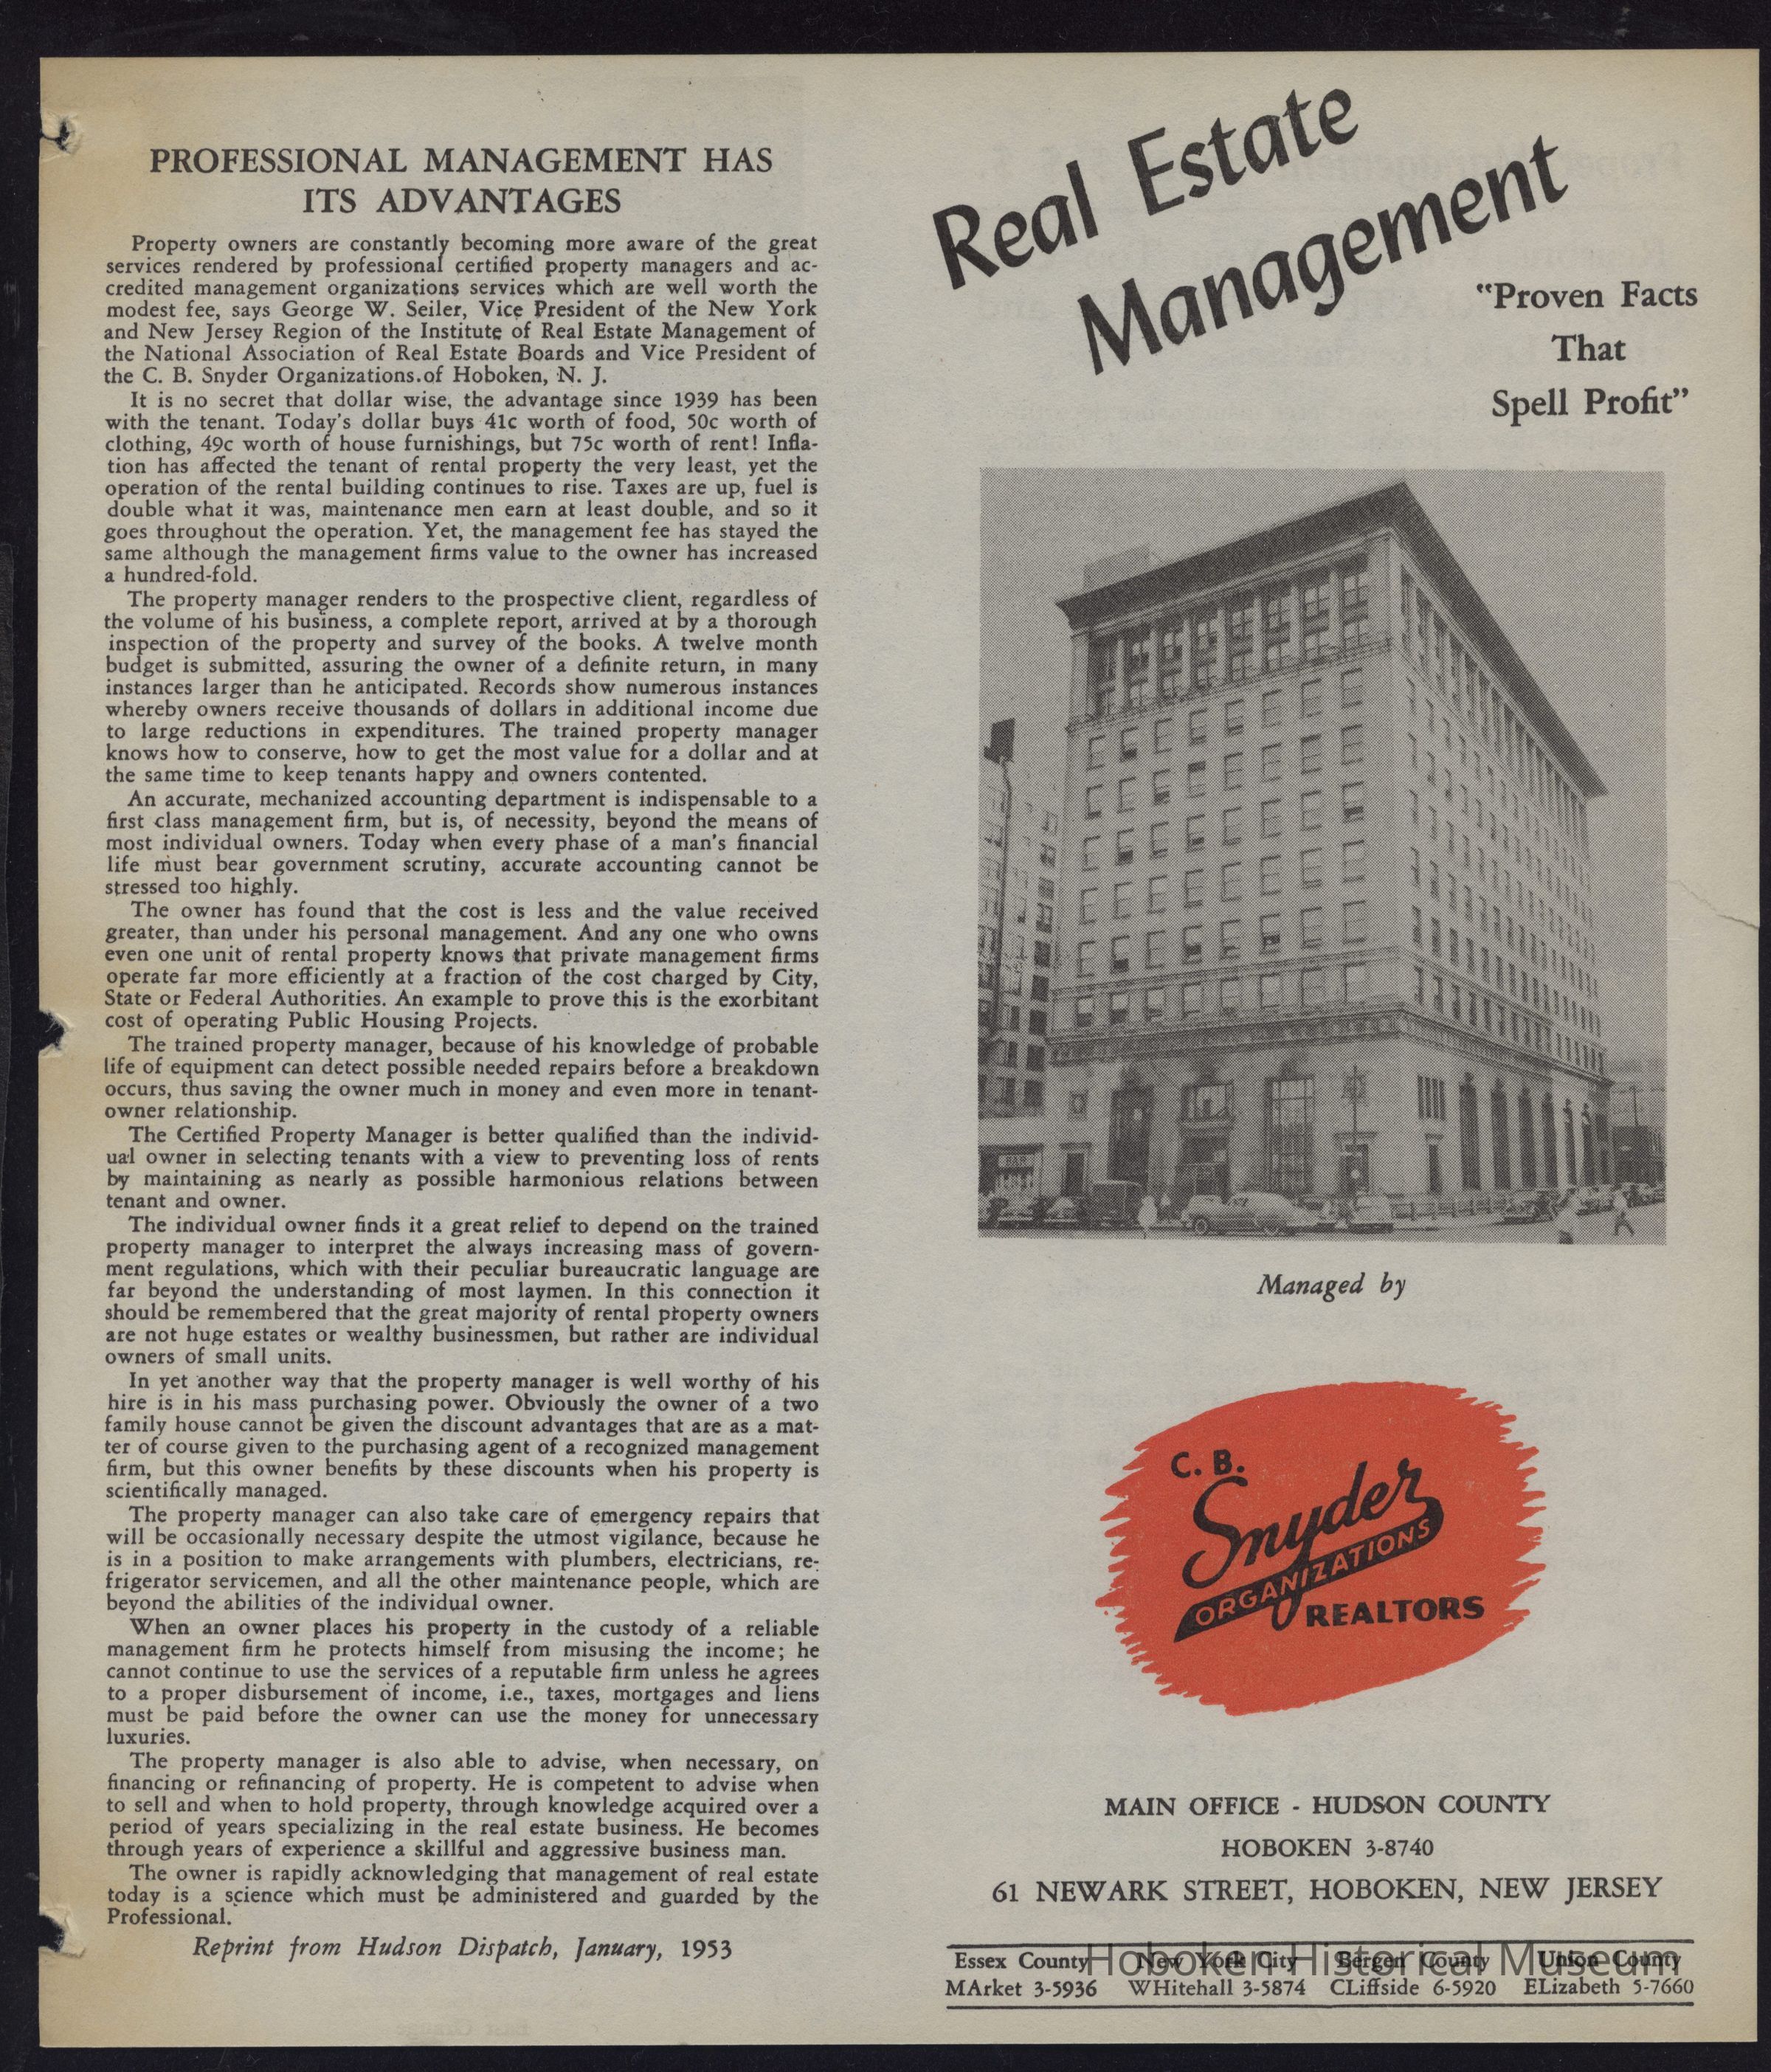 PROFESSIONAL MANAGEMENT HAS
ITS ADVANTAGES
Property owners are constantly becoming more aware of the great
services rendered by professional certified property managers and ac-
credited management organizations services which are well worth the
modest fee, says George W. Seiler, Vice President of the New York
and New Jersey Region of the Institute of Real Estate Management of
the National Association of Real Estate Boards and Vice President of
the C. B. Snyder Organizations.of Hoboken, N. J.
It is no secret that dollar wise, the advantage since 1939 has been
with the tenant. Today's dollar buys 41c worth of food, 50c worth of
clothing, 49c worth of house furnishings, but 75c worth of rent! Infla-
tion has affected the tenant of rental property the very least, yet the
operation of the rental building continues to rise. Taxes are up, fuel is
double what it was, maintenance men earn at least double, and so it
goes throughout the operation. Yet, the management fee has stayed the
same although the management firms value to the owner has increased
a hundred-fold.
The property manager renders to the prospective client, regardless of
the volume of his business, a complete report, arrived at by a thorough
inspection of the property and survey of the books. A twelve month
budget is submitted, assuring the owner of a definite return, in many
instances larger than he anticipated. Records show numerous instances
whereby owners receive thousands of dollars in additional income due
to large reductions in expenditures. The trained property manager
knows how to conserve, how to get the most value for a dollar and at
the same time to keep tenants happy and owners contented.
An accurate, mechanized accounting department is indispensable to a
first class management firm, but is, of necessity, beyond the means of
most individual owners. Today when every phase of a man's financial
life must bear government scrutiny, accurate accounting cannot be
stressed too highly.
The owner has found that the cost is less and the value received
greater, than under his personal management. And any one who owns
even one unit of rental property knows that private management firms
operate far more efficiently at a fraction of the cost charged by City,
State or Federal Authorities. An example to prove this is the exorbitant
cost of operating Public Housing Projects.
The trained property manager, because of his knowledge of probable
life of equipment can detect possible needed repairs before a breakdown
occurs, thus saving the owner much in money and even more in tenant-
owner relationship.
The Certified Property Manager is better qualified than the individ-
ual owner in selecting tenants with a view to preventing loss of rents
by maintaining as nearly as possible harmonious relations between
tenant and owner.
The individual owner finds it a great relief to depend on the trained
property manager to interpret the always increasing mass of govern-
ment regulations, which with their peculiar bureaucratic language are
far beyond the understanding of most laymen. In this connection it
should be remembered that the great majority of rental property owners
are not huge estates or wealthy businessmen, but rather are individual
owners of small units.
In yet another way that the property manager is well worthy of his
hire is in his mass purchasing power. Obviously the owner of a two
family house cannot be given the discount advantages that are as a mat-
ter of course given to the purchasing agent of a recognized management
firm, but this owner benefits by these discounts when his property is
scientifically managed.
The property manager can also take care of emergency repairs that
will be occasionally necessary despite the utmost vigilance, because he
is in a position to make arrangements with plumbers, electricians, re-
frigerator servicemen, and all the other maintenance people, which are
beyond the abilities of the individual owner.
When an owner places his property in the custody of a reliable
management firm he protects himself from misusing the income; he
cannot continue to use the services of a reputable firm unless he agrees
to a proper disbursement of income, i.e., taxes, mortgages and liens
must be paid before the owner can use the money for unnecessary
luxuries.
The property manager is also able to advise, when necessary, on
financing or refinancing of property. He is competent to advise when
to sell and when to hold property, through knowledge acquired over a
period of years specializing in the real estate business. He becomes
through years of experience a skillful and aggressive business man.
The owner is rapidly acknowledging that management of real estate
today is a science which must be administered and guarded by the
Professional.
Reprint from Hudson Dispatch, January, 1953
Real Estate
Management
"Proven Facts
That
Spell Profit"
BAR
Managed by
C. B.
Snyder
ORGANIZATIONS
REALTORS
MAIN OFFICE - HUDSON COUNTY
HOBOKEN 3-8740
61 NEWARK STREET, HOBOKEN, NEW JERSEY
Essex County New York City Bergen County Union County
MArket 3-5936 WHitehall 3-5874 CLiffside 6-5920 ELizabeth 5-7660
Hoboken Historical Museum